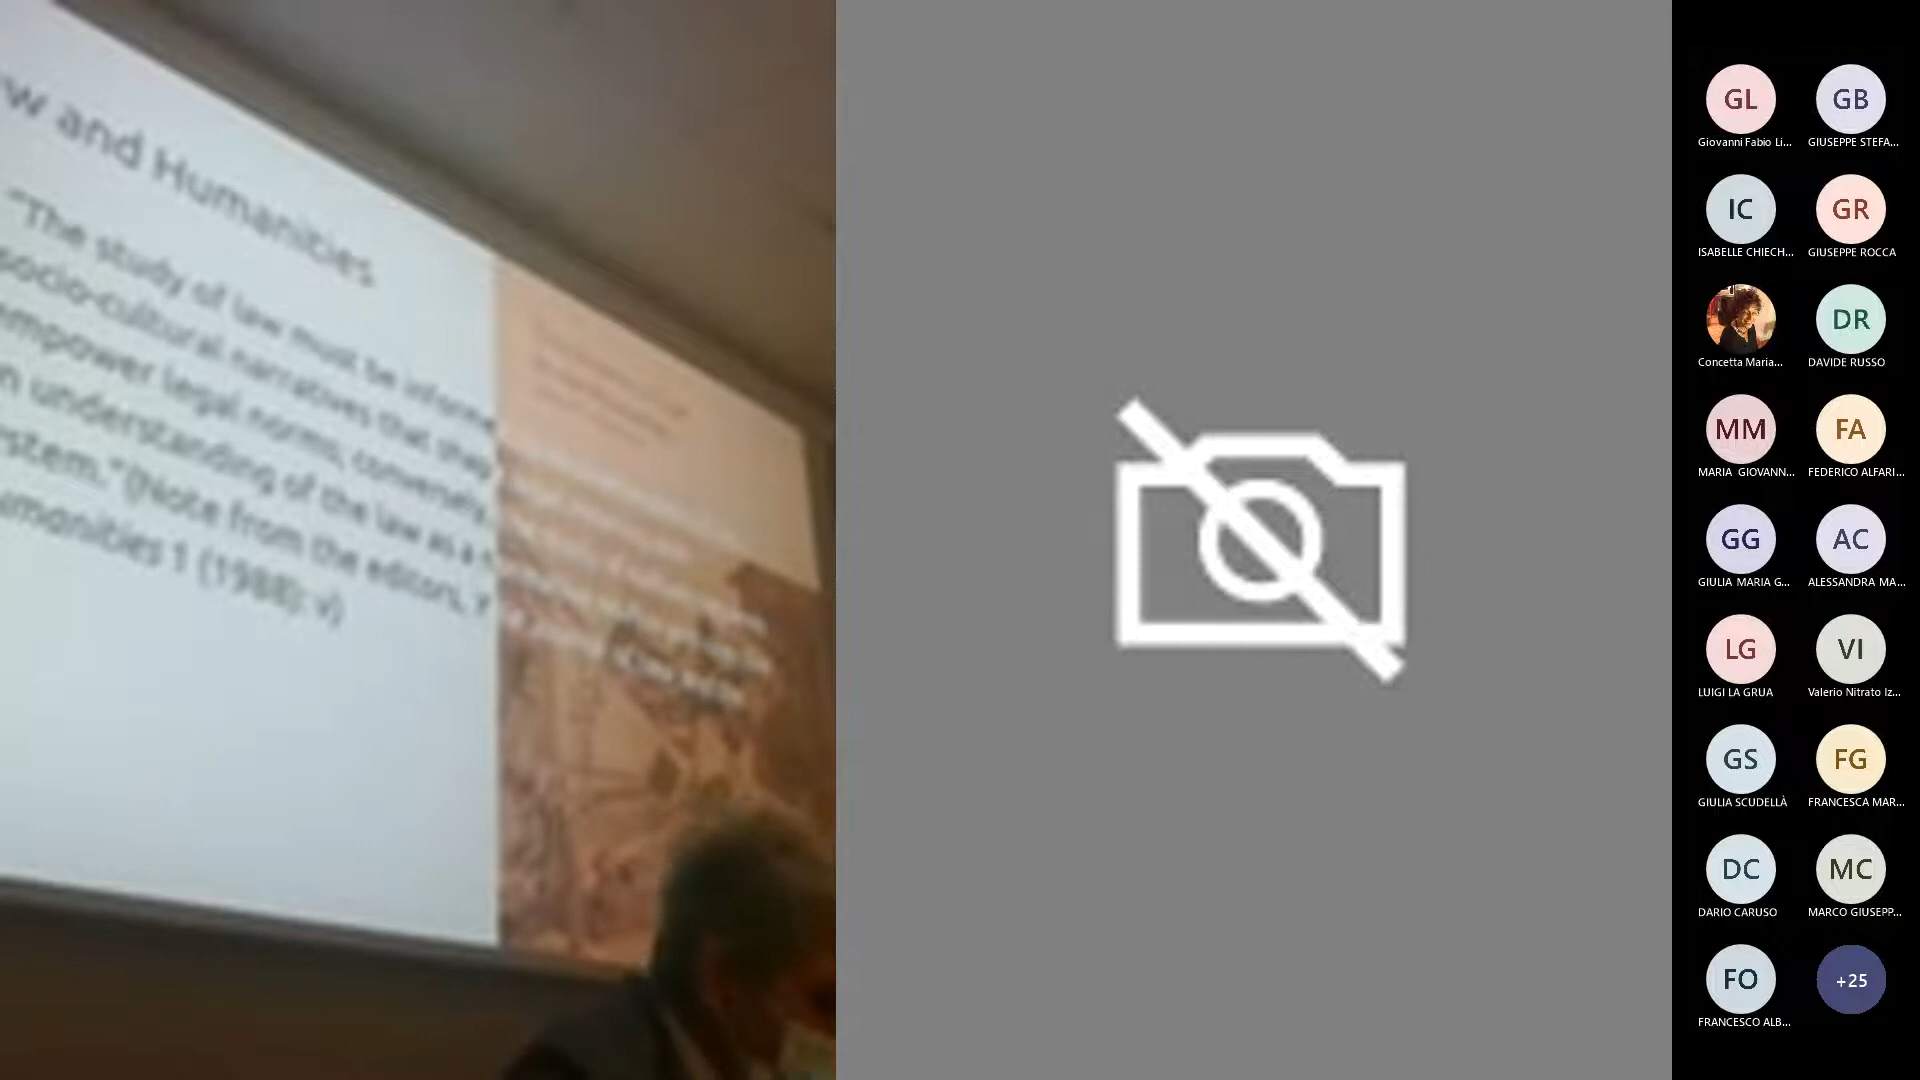 w and Humanities
"The study of law must be informe
socio-cultural narratives that shap
empower legal norms; conversely,
n understanding of the law as a
stem." (Note from the editors, Y
umanities 1 (1988): v)
GL
Giovanni Fabio Li...
GB
GIUSEPPE STEFA...
IC
ISABELLE CHIECH...
GR
GIUSEPPE ROCCA
Concetta Maria...
DR
DAVIDE RUSSO
MM
MARIA GIOVANN...
FA
FEDERICO ALFARI...
GG
GIULIA MARIA G...
AC
ALESSANDRA MA...
LG
LUIGI LA GRUA
VI
Valerio Nitrato Iz...
GS
GIULIA SCUDELLÀ
FG
FRANCESCA MAR...
DC
DARIO CARUSO
MC
MARCO GIUSEPP...
FO
FRANCESCO ALB...
+25